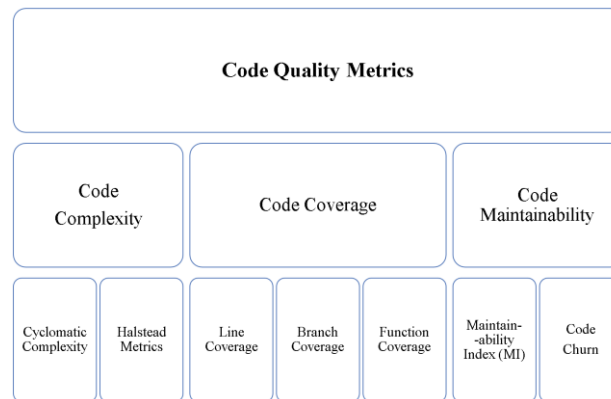 Code Quality Metrics
Code
Complexity
Code Coverage
Code
Maintainability
Cyclomatic
Complexity
Halstead
Metrics
Line
Coverage
Branch
Coverage
Function
Coverage
Maintain-
-ability
Index (MI)
Code
Churn